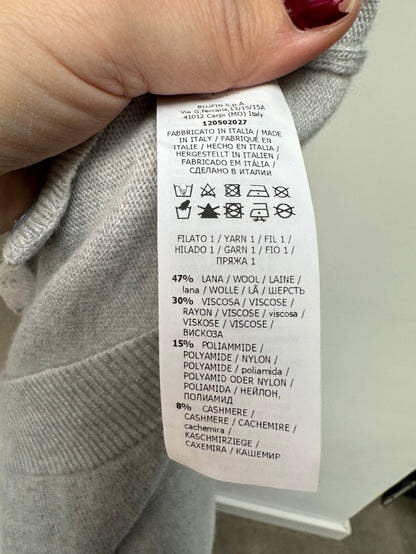 BLUFIN S.p.A.
Via G.Ferraris,13/15/15A
41012 Carpi (MO) Italy
120502027
FABBRICATO IN ITALIA / MADE
IN ITALY / FABRIQUÉ EN
ITALIE / HECHO EN ITALIA /
HERGESTELLT IN ITALIEN /
FABRICADO EM ITÁLIA /
СДЕЛАНО В ИТАЛИИ
FILATO 1 / YARN 1 / FIL 1 /
HILADO 1 / GARN 1 / FIO 1 /
ПРЯЖА 1
47% LANA / WOOL / LAINE /
lana / WOLLE / LÃ / ШЕРСТЬ
30% VISCOSA / VISCOSE /
RAYON / VISCOSE / viscosa /
VISKOSE / VISCOSE /
ВИСКОЗА
15% POLIAMMIDE /
POLYAMIDE / NYLON /
POLYAMIDE / poliamida /
POLYAMID ODER NYLON /
POLIAMIDA / НЕЙЛОН,
ПОЛИАМИД
8% CASHMERE /
CASHMERE / CACHEMIRE /
cachemira /
KASCHMIRZIEGE /
CAXEMIRA / КАШЕМИР